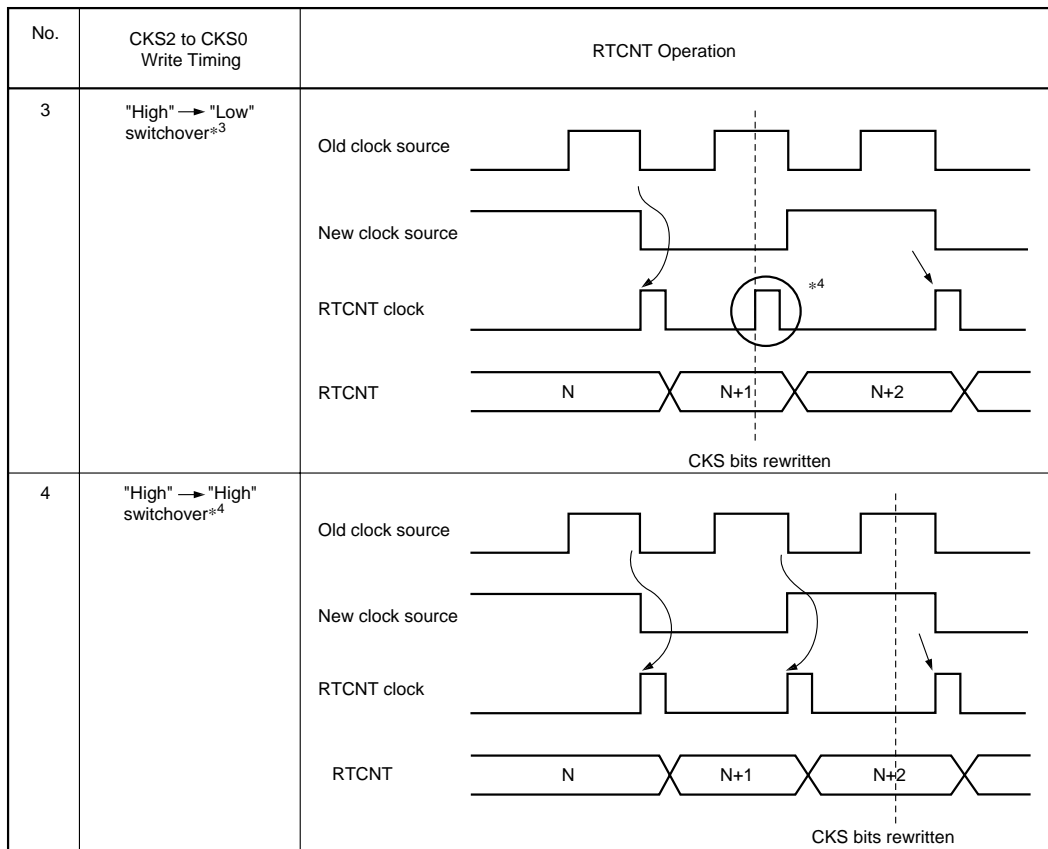 No.
CKS2 to CKS0
Write Timing
RTCNT Operation
3
"High" → "Low"
switchover*3
Old clock source
New clock source
RTCNT clock
*4
RTCNT
N
N+1
N+2
CKS bits rewritten
4
"High" → "High"
switchover*4
Old clock source
New clock source
RTCNT clock
RTCNT
N
N+1
N+2
CKS bits rewritten